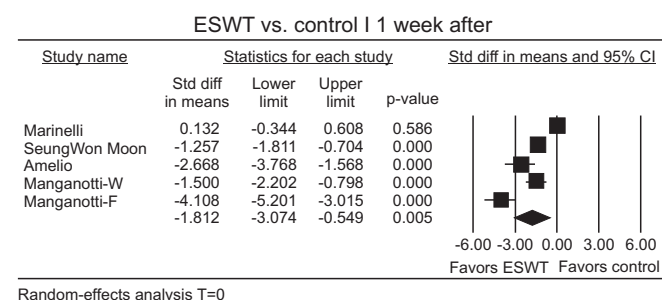 ESWT vs. control I 1 week after
Study name Statistics for each study Std diff in means and 95% CI
Std diff in means Lower limit Upper limit p-value
Marinelli 0.132 -0.344 0.608 0.586
SeungWon Moon -1.257 -1.811 -0.704 0.000
Amelio -2.668 -3.768 -1.568 0.000
Manganotti-W -1.500 -2.202 -0.798 0.000
Manganotti-F -4.108 -5.201 -3.015 0.000
-1.812 -3.074 -0.549 0.005
-6.00 -3.00 0.00 3.00 6.00
Favors ESWT Favors control
Random-effects analysis T=0